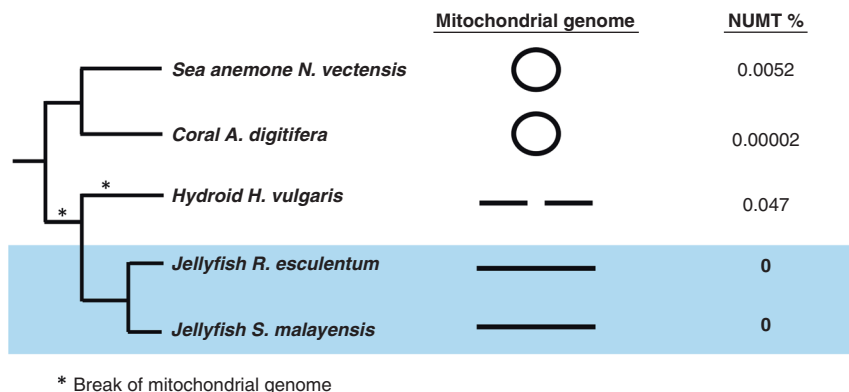 Mitochondrial genome NUMT %
Sea anemone N. vectensis 0.0052
Coral A. digitifera 0.00002
* Hydroid H. vulgaris 0.047
*
Jellyfish R. esculentum 0
Jellyfish S. malayensis 0
* Break of mitochondrial genome